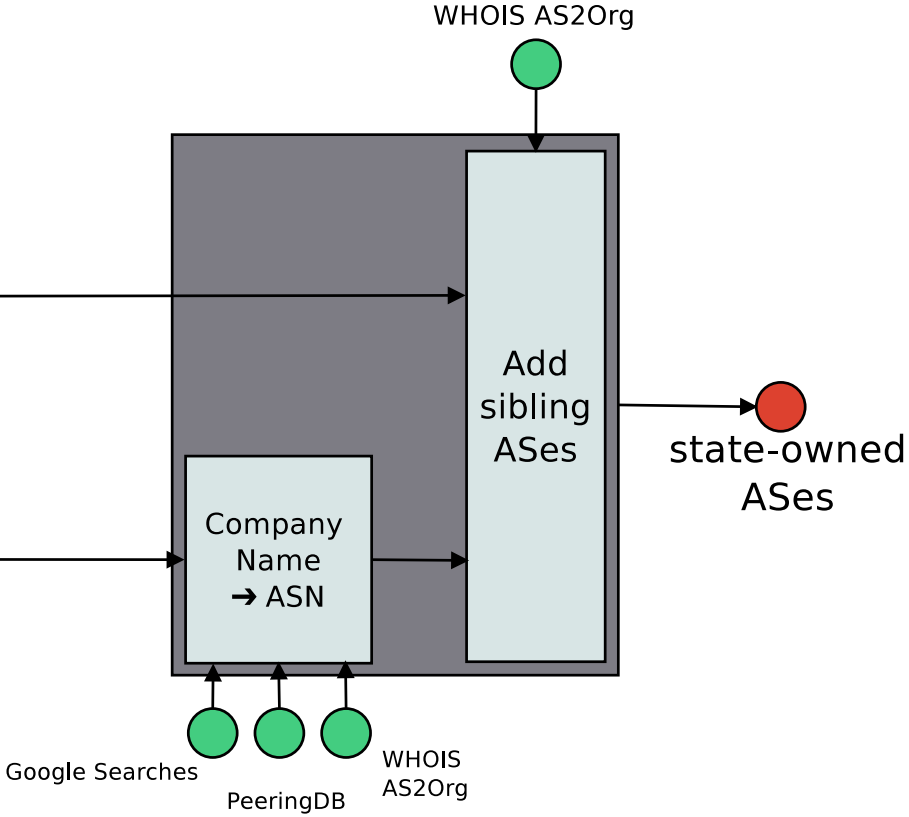 WHOIS AS2Org
Add
sibling
ASes
state-owned
ASes
Company
Name
➔ ASN
Google Searches
PeeringDB
WHOIS
AS2Org